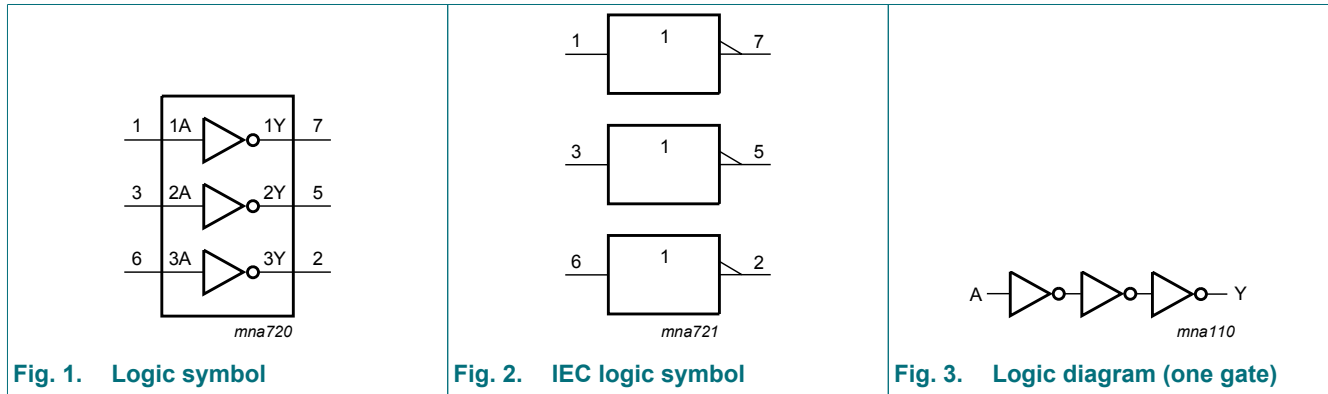 1 1A 1Y 7
3 2A 2Y 5
6 3A 3Y 2
mna720
Fig. 1. Logic symbol
1 1 7
3 1 5
6 1 2
mna721
Fig. 2. IEC logic symbol
A Y
mna110
Fig. 3. Logic diagram (one gate)